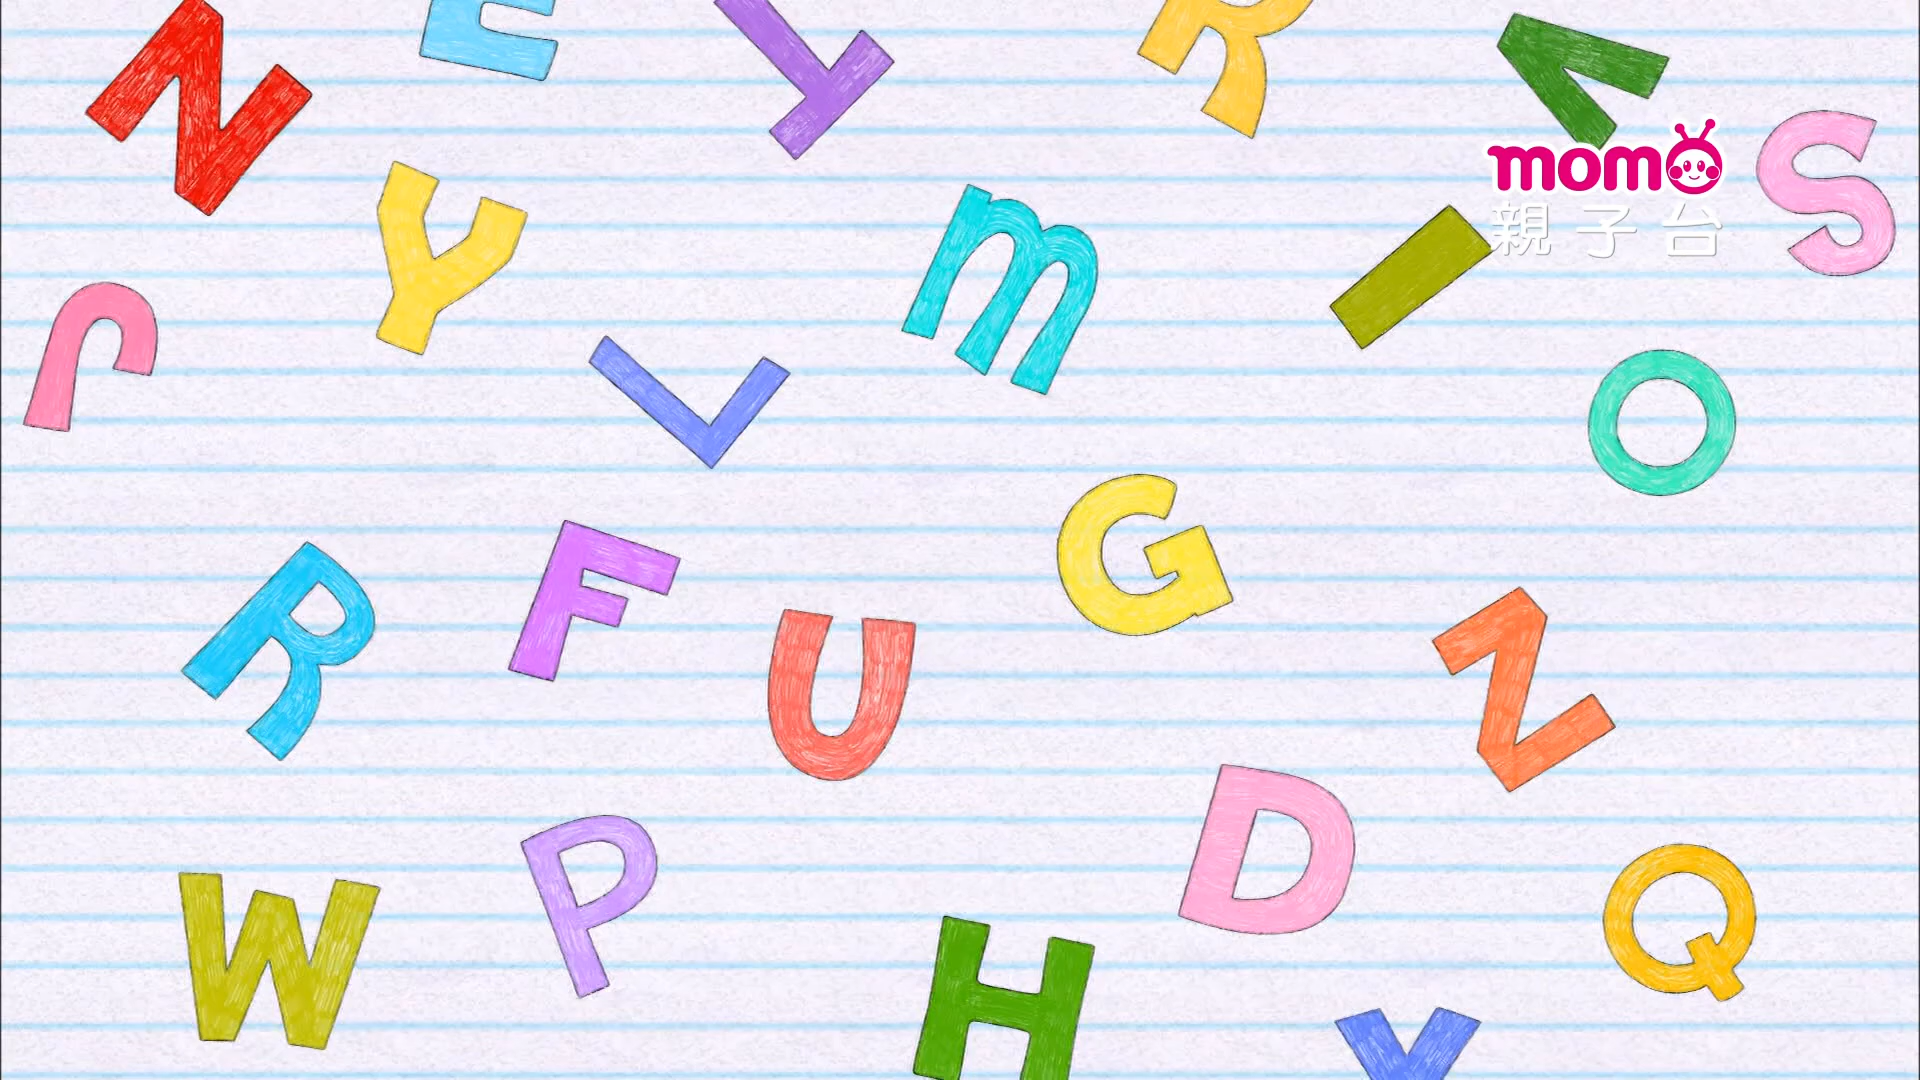 N E T R V
momo
親子台
S
Y m I
J L O
G
R F U Z
D
P Q
W H
Y